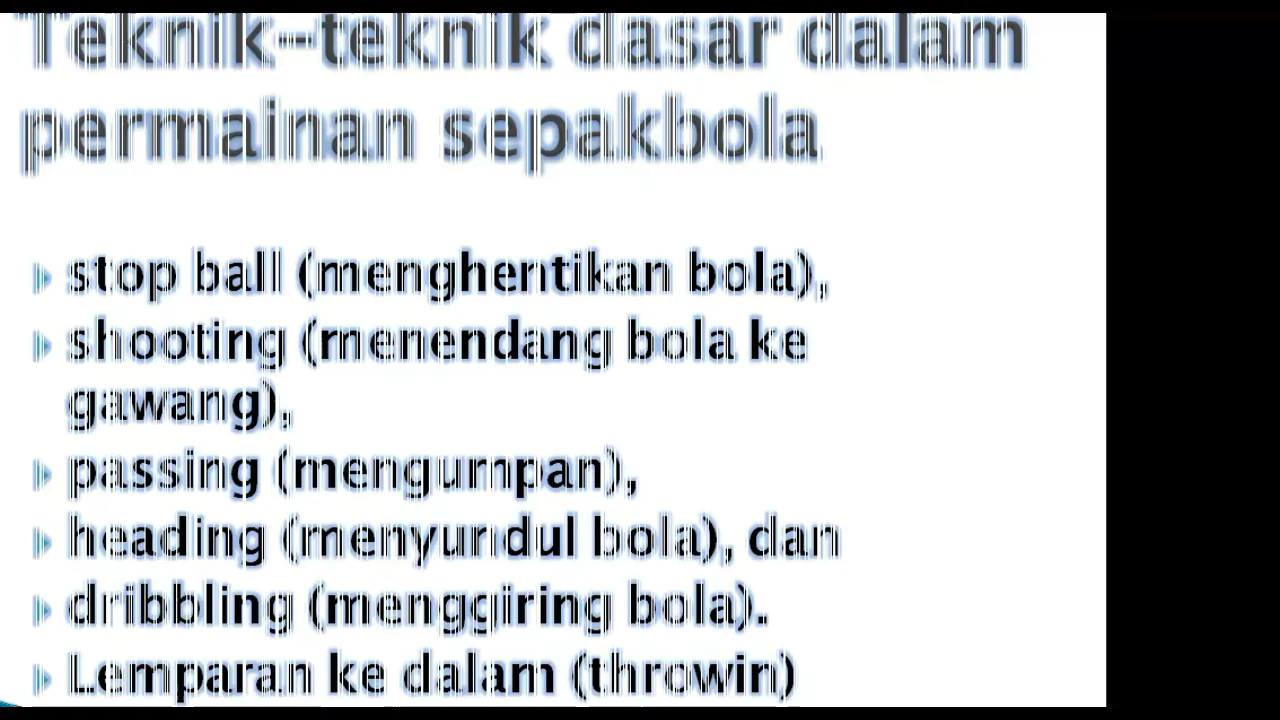 Teknik-teknik dasar dalam
permainan sepakbola
stop ball (menghentikan bola),
shooting (menendang bola ke
gawang),
passing (mengumpan),
heading (menyundul bola), dan
dribbling (menggiring bola).
Lemparan ke dalam (throwin)